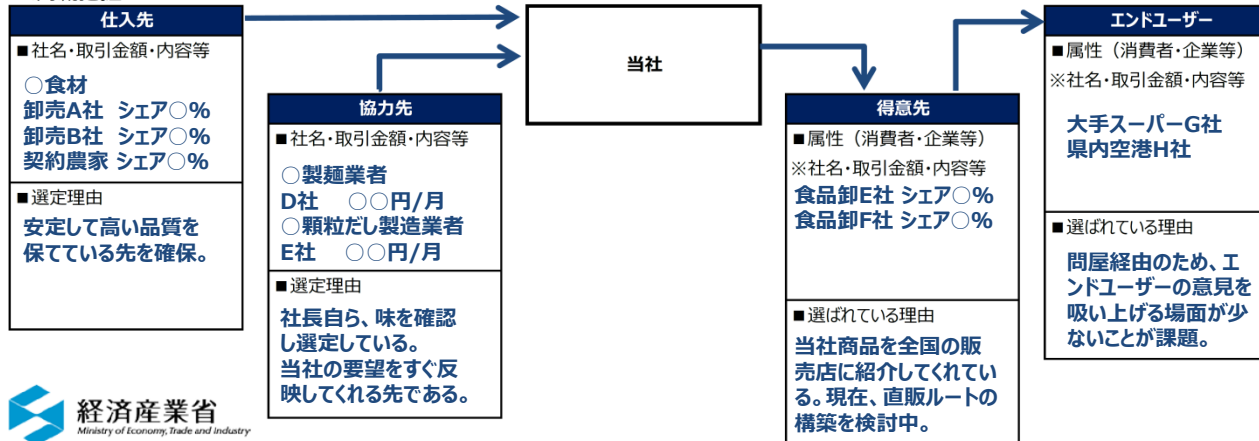 仕入先
■社名・取引金額・内容等
○食材
卸売A社 シェア○%
卸売B社 シェア○%
契約農家 シェア○%
■選定理由
安定して高い品質を
保てている先を確保。
協力先
■社名・取引金額・内容等
○製麺業者
D社 ○○円/月
○顆粒だし製造業者
E社 ○○円/月
■選定理由
社長自ら、味を確認
し選定している。
当社の要望をすぐ反
映してくれる先である。
当社
得意先
■属性（消費者・企業等）
※社名・取引金額・内容等
食品卸E社 シェア○%
食品卸F社 シェア○%
■選ばれている理由
当社商品を全国の販
売店に紹介してくれてい
る。現在、直販ルートの
構築を検討中。
エンドユーザー
■属性（消費者・企業等）
※社名・取引金額・内容等
大手スーパーG社
県内空港H社
■選ばれている理由
問屋経由のため、エ
ンドユーザーの意見を
吸い上げる場面が少
ないことが課題。
経済産業省
Ministry of Economy, Trade and Industry